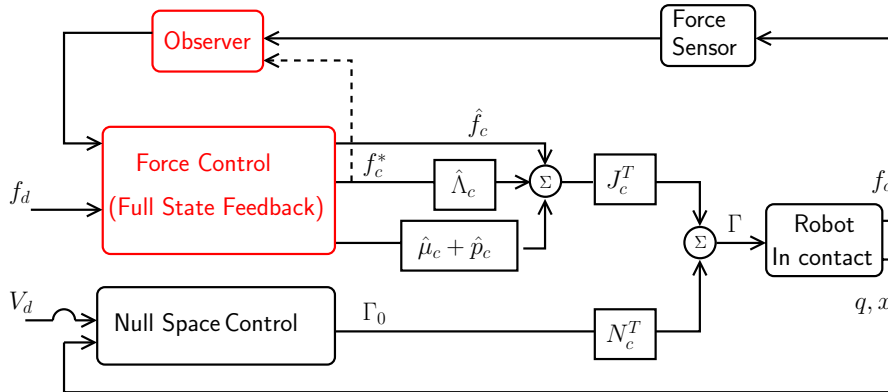 Observer
Force
Sensor
f̂_c
Force Control
(Full State Feedback)
f_c^*
Λ̂_c
Σ
J_c^T
f_d
μ̂_c + p̂_c
Σ
Γ
Robot
In contact
f_c
V_d
Null Space Control
Γ_0
N_c^T
q, x